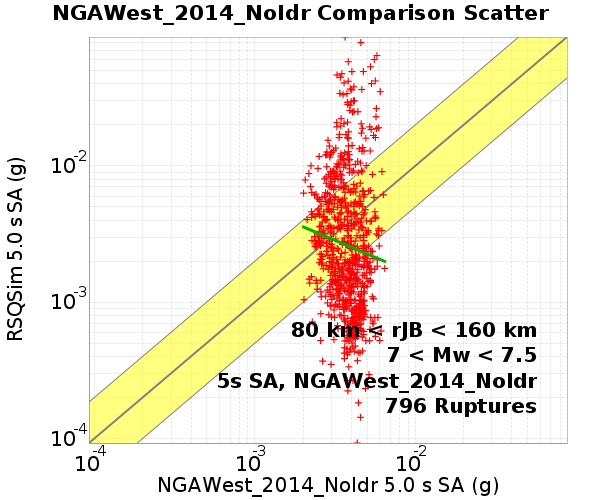 NGAWest_2014_NoIdr Comparison Scatter
RSQSim 5.0 s SA (g)
10-2
10-3
10-4
80 km < rJB < 160 km
7 < Mw < 7.5
5s SA, NGAWest_2014_NoIdr
796 Ruptures
10-4 10-3 10-2
NGAWest_2014_NoIdr 5.0 s SA (g)